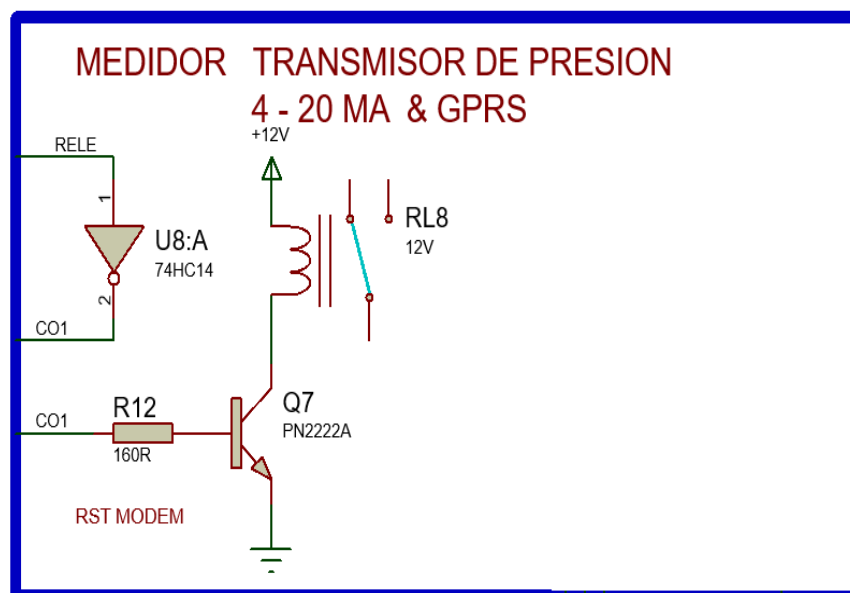 MEDIDOR TRANSMISOR DE PRESION
4 - 20 MA & GPRS
+12V
RELE
1
U8:A
74HC14
2
CO1
RL8
12V
CO1
R12
160R
Q7
PN2222A
RST MODEM